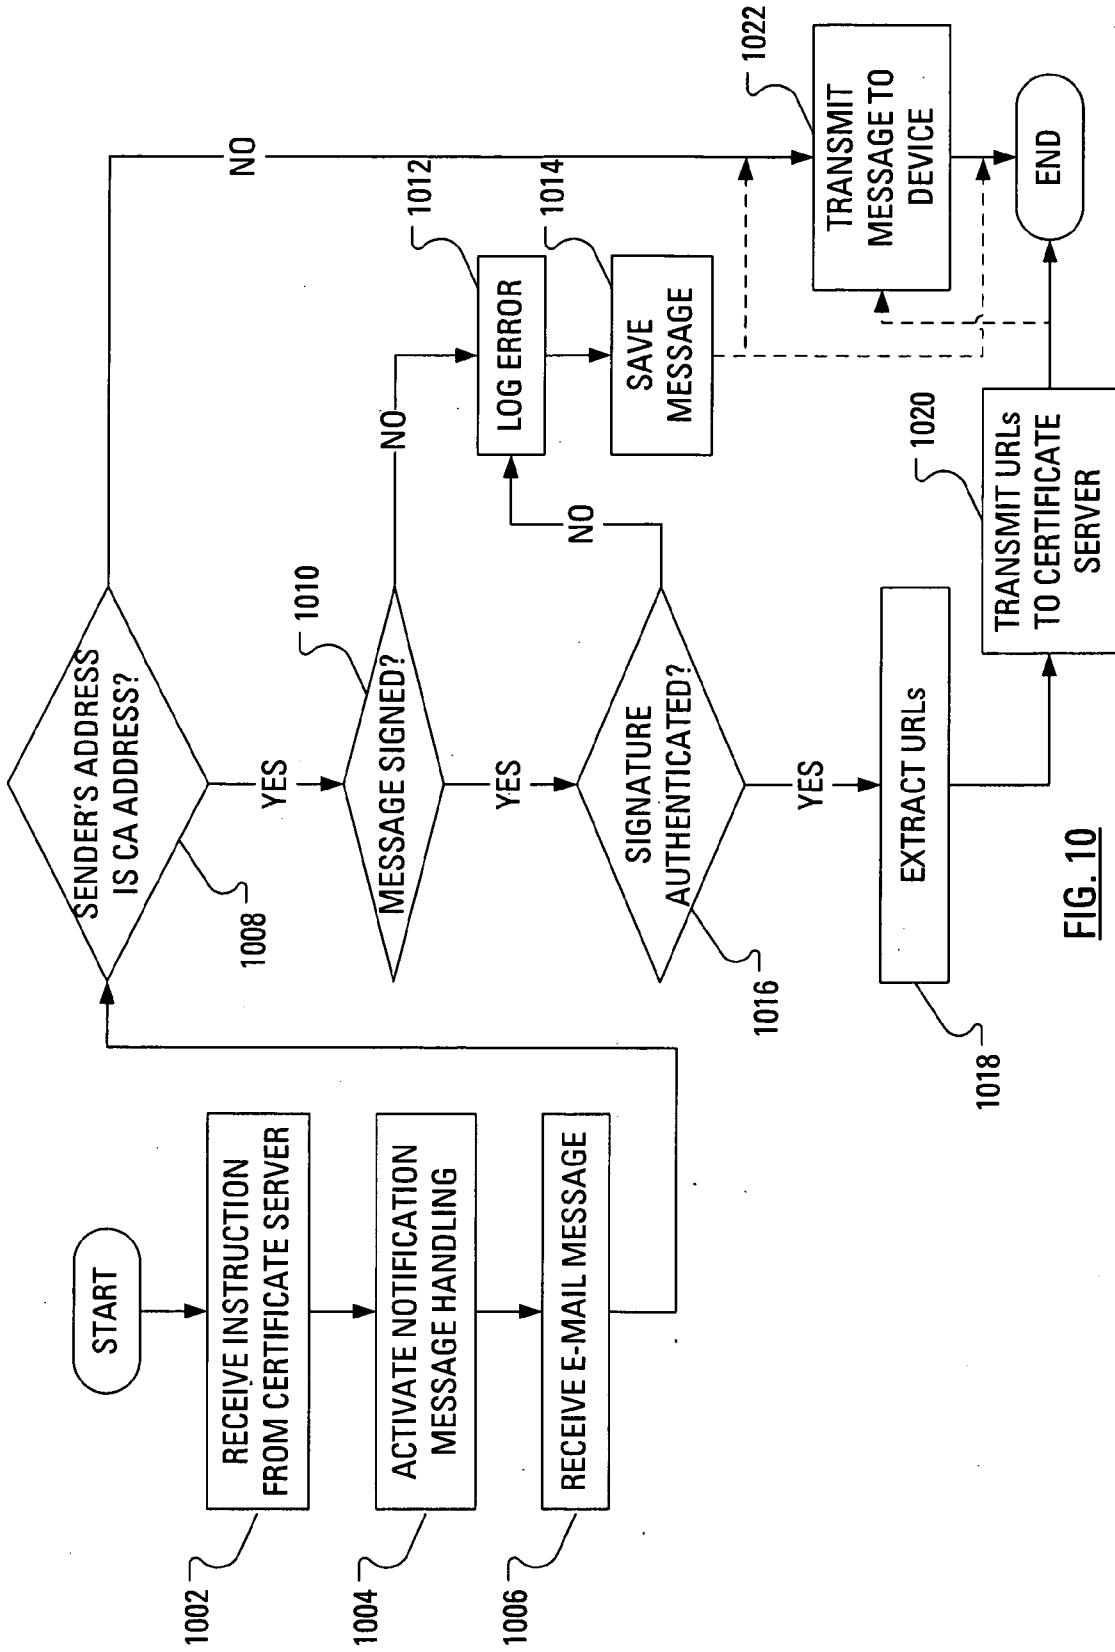 START
RECEIVE INSTRUCTION
FROM CERTIFICATE SERVER
1002
ACTIVATE NOTIFICATION
MESSAGE HANDLING
1004
RECEIVE E-MAIL MESSAGE
1006
SENDER'S ADDRESS
IS CA ADDRESS?
1008
NO
YES
MESSAGE SIGNED?
1010
NO
YES
LOG ERROR
1012
SAVE
MESSAGE
1014
SIGNATURE
AUTHENTICATED?
1016
NO
YES
EXTRACT URLs
1018
TRANSMIT URLs
TO CERTIFICATE
SERVER
1020
TRANSMIT
MESSAGE TO
DEVICE
1022
END
FIG. 10